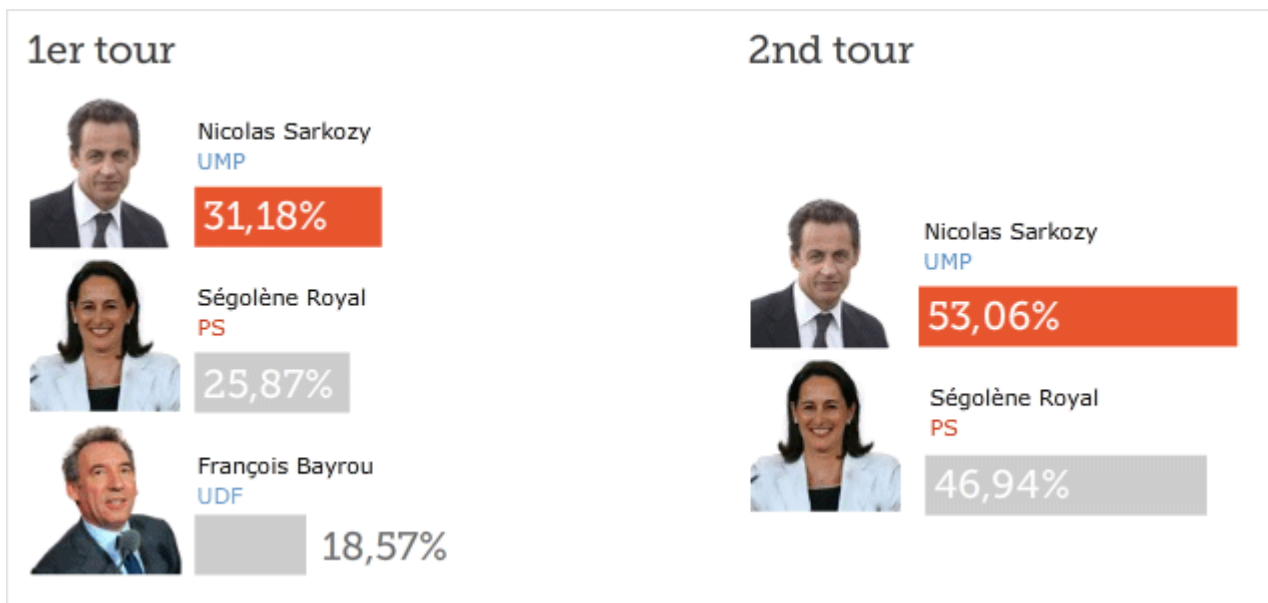 1er tour
Nicolas Sarkozy
UMP
31,18%
Ségolène Royal
PS
25,87%
François Bayrou
UDF
18,57%
2nd tour
Nicolas Sarkozy
UMP
53,06%
Ségolène Royal
PS
46,94%